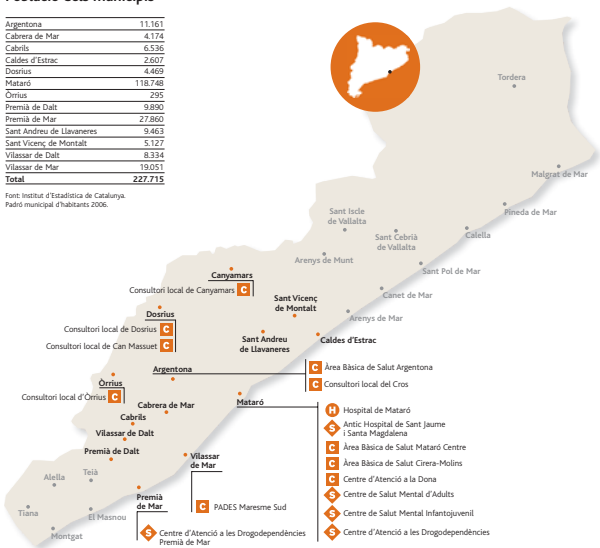 Argentona 11.161
Cabrera de Mar 4.174
Cabrils 6.536
Caldes d'Estrac 2.607
Dosrius 4.469
Mataró 118.748
Òrrius 295
Premià de Dalt 9.890
Premià de Mar 27.860
Sant Andreu de Llavaneres 9.463
Sant Vicenç de Montalt 5.127
Vilassar de Dalt 8.334
Vilassar de Mar 19.051
Total 227.715
Font: Institut d'Estadística de Catalunya.
Padró municipal d'habitants 2006.
Tordera
Malgrat de Mar
Pineda de Mar
Sant Iscle
de Vallalta
Sant Cebrià
de Vallalta
Calella
Arenys de Munt
Sant Pol de Mar
Canyamars
Consultori local de Canyamars C
Canet de Mar
Sant Vicenç
de Montalt
Arenys de Mar
Dosrius
Consultori local de Dosrius C
Consultori local de Can Massuet C
Sant Andreu
de Llavaneres
Caldes d'Estrac
Argentona
C Àrea Bàsica de Salut Argentona
C Consultori local del Cros
Òrrius
Consultori local d'Òrrius C
Cabrera de Mar
Mataró
H Hospital de Mataró
S Antic Hospital de Sant Jaume
i Santa Magdalena
C Àrea Bàsica de Salut Mataró Centre
C Àrea Bàsica de Salut Cirera-Molins
C Centre d'Atenció a la Dona
S Centre de Salut Mental d'Adults
S Centre de Salut Mental Infantojuvenil
S Centre d'Atenció a les Drogodependències
Cabrils
Vilassar de Dalt
Premià de Dalt
Vilassar
de Mar
C PADES Maresme Sud
Alella
Teià
Premià
de Mar
S Centre d'Atenció a les Drogodependències
Premià de Mar
Tiana
El Masnou
Montgat